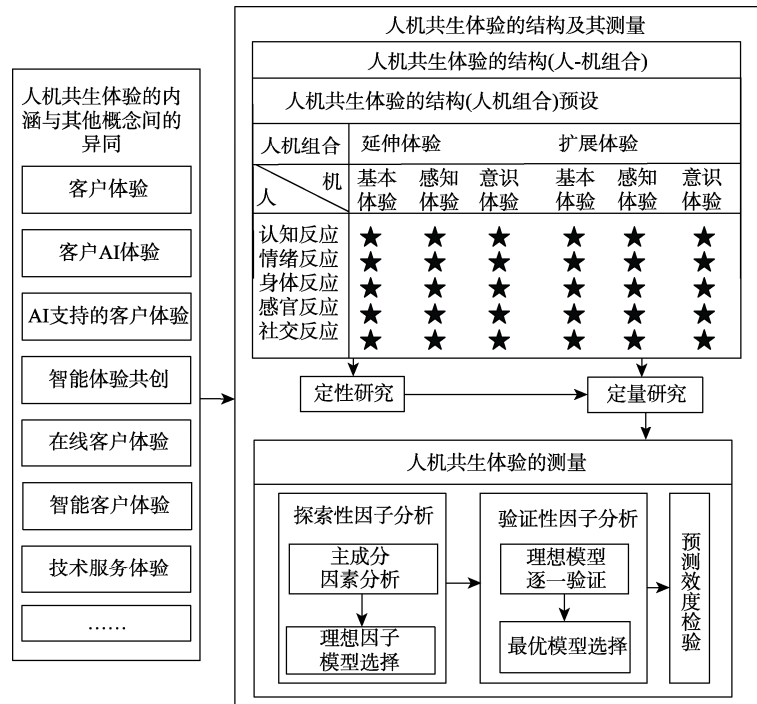 人机共生体验的内
涵与其他概念间的
异同
客户体验
客户AI体验
AI支持的客户体验
智能体验共创
在线客户体验
智能客户体验
技术服务体验
……
人机共生体验的结构及其测量
人机共生体验的结构(人-机组合)
人机共生体验的结构(人机组合)预设
人机组合 延伸体验 扩展体验
机
人
基本 感知 意识 基本 感知 意识
体验 体验 体验 体验 体验 体验
认知反应 ★ ★ ★ ★ ★ ★
情绪反应 ★ ★ ★ ★ ★ ★
身体反应 ★ ★ ★ ★ ★ ★
感官反应 ★ ★ ★ ★ ★ ★
社交反应 ★ ★ ★ ★ ★ ★
定性研究
定量研究
人机共生体验的测量
探索性因子分析
主成分
因素分析
理想因子
模型选择
验证性因子分析
理想模型
逐一验证
最优模型选择
预测效度检验